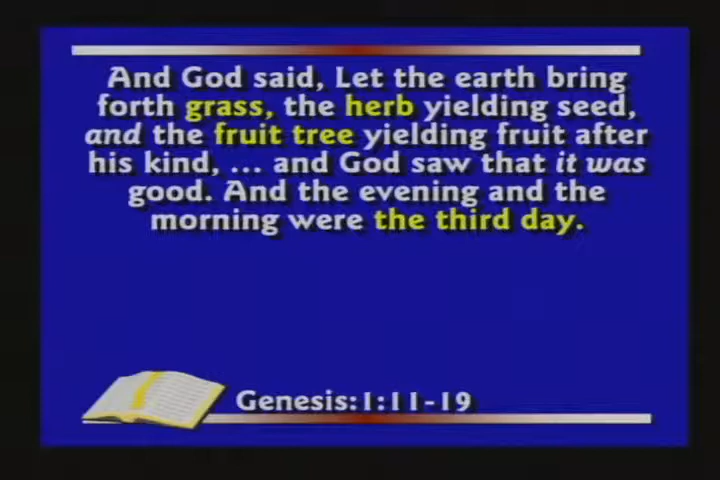 And God said, Let the earth bring
forth grass, the herb yielding seed,
and the fruit tree yielding fruit after
his kind, ... and God saw that it was
good. And the evening and the
morning were the third day.
Genesis:1:11-19